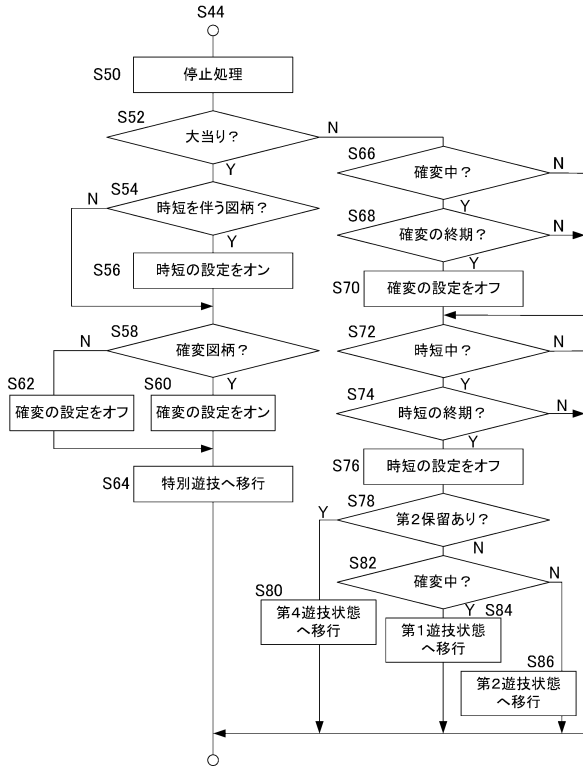 S44
S50
停止処理
S52
大当り？
N
Y
S54
時短を伴う図柄？
N
Y
S56
時短の設定をオン
S58
確変図柄？
N
Y
S62
確変の設定をオフ
S60
確変の設定をオン
S64
特別遊技へ移行
S66
確変中？
N
Y
S68
確変の終期？
N
Y
S70
確変の設定をオフ
S72
時短中？
N
Y
S74
時短の終期？
N
Y
S76
時短の設定をオフ
S78
第2保留あり？
Y
N
S82
確変中？
N
Y
S80
第4遊技状態
へ移行
S84
第1遊技状態
へ移行
S86
第2遊技状態
へ移行